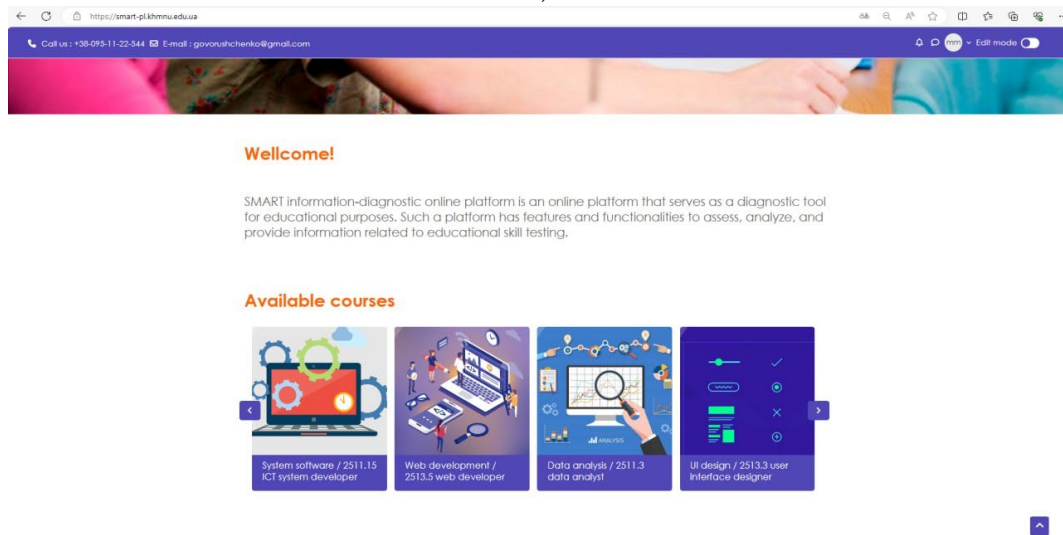 https://smart-pl.khmnu.edu.ua
Call us : +38-095-11-22-544 E-mail : govorushchenko@gmail.com
mm Edit mode
Wellcome!
SMART information-diagnostic online platform is an online platform that serves as a diagnostic tool
for educational purposes. Such a platform has features and functionalities to assess, analyze, and
provide information related to educational skill testing.
Available courses
ANALYSIS
System software / 2511.15
ICT system developer
Web development /
2513.5 web developer
Data analysis / 2511.3
data analyst
UI design / 2513.3 user
interface designer